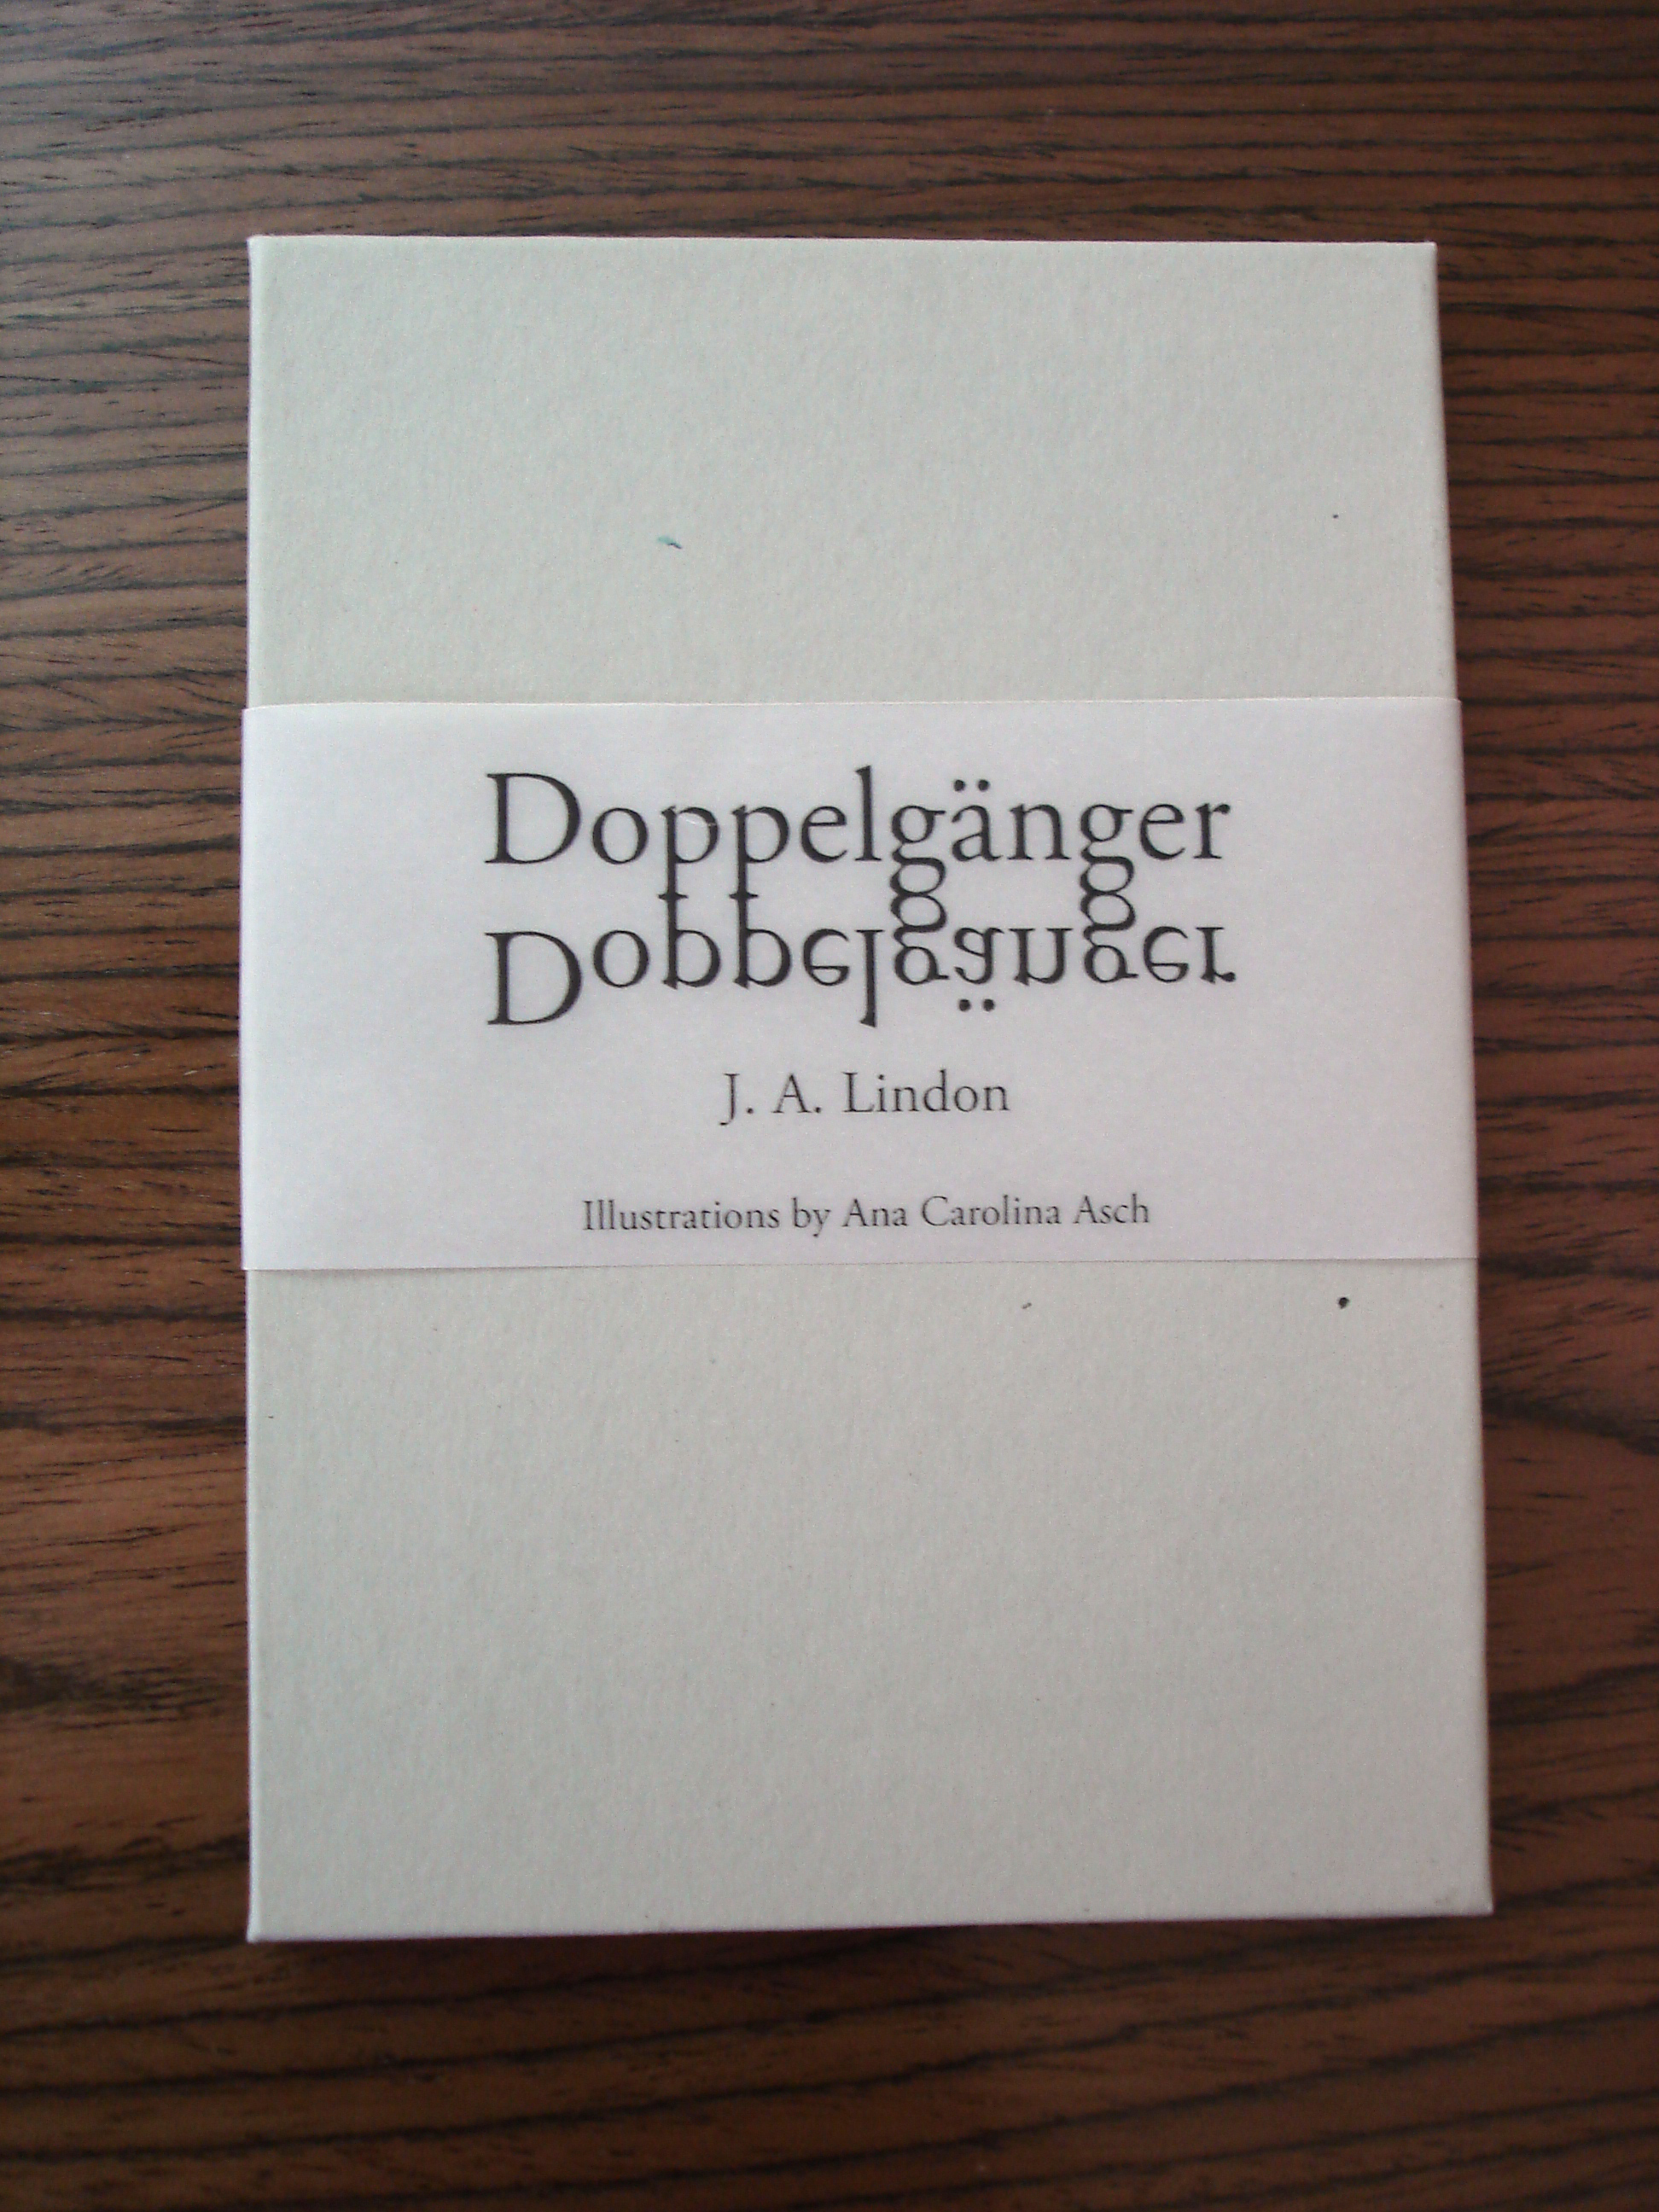 Doppelgänger
Doppelgänger
J. A. Lindon
Illustrations by Ana Carolina Asch